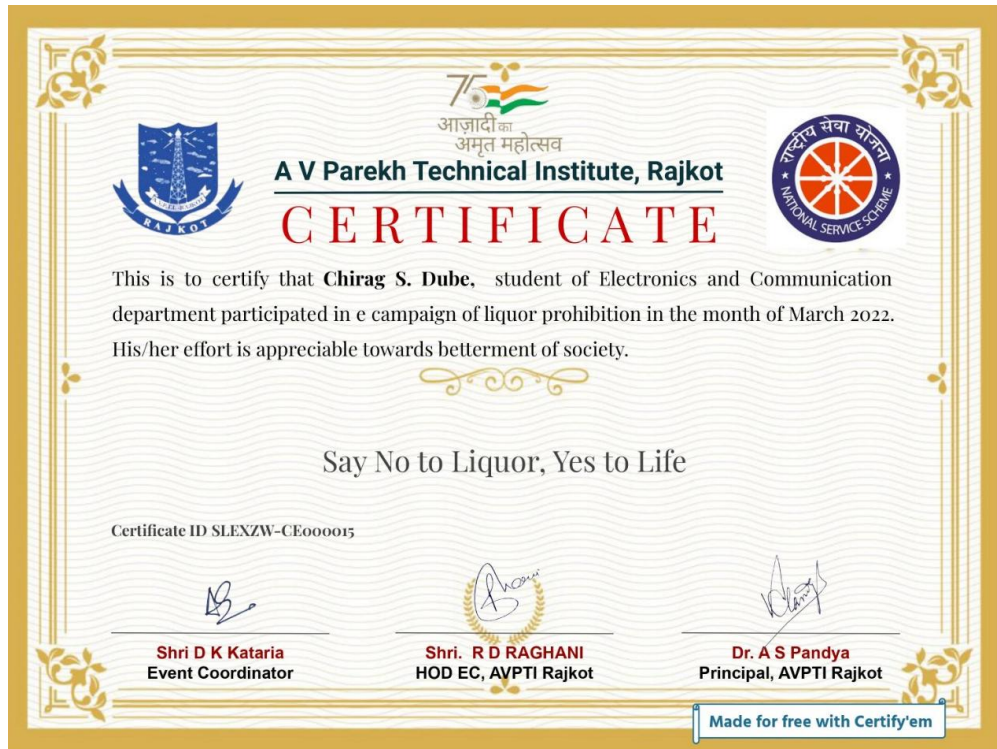 75
आज़ादी का
अमृत महोत्सव
A V Parekh Technical Institute, Rajkot
RAJKOT
राष्ट्रीय सेवा योजना
NATIONAL SERVICE SCHEME
CERTIFICATE
This is to certify that Chirag S. Dube, student of Electronics and Communication
department participated in e campaign of liquor prohibition in the month of March 2022.
His/her effort is appreciable towards betterment of society.
Say No to Liquor, Yes to Life
Certificate ID SLEXZW-CE000015
Shri D K Kataria Shri. R D RAGHANI Dr. A S Pandya
Event Coordinator HOD EC, AVPTI Rajkot Principal, AVPTI Rajkot
Made for free with Certify'em